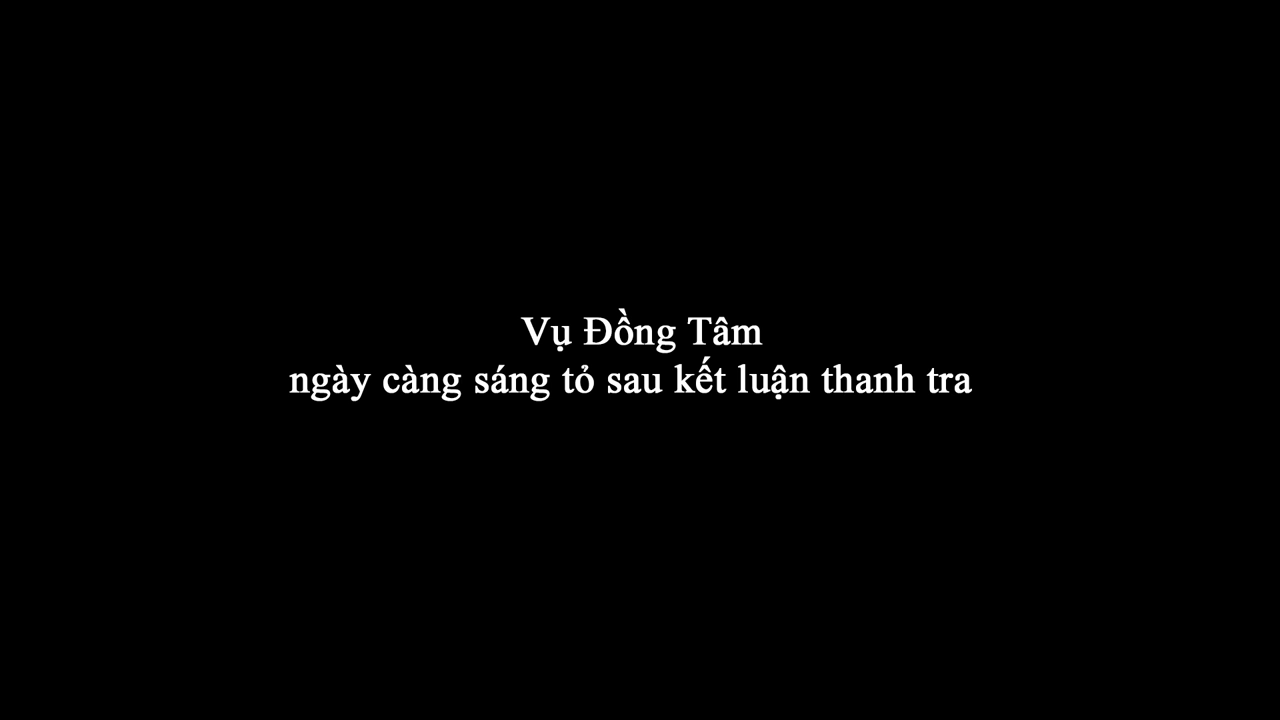 Vụ Đồng Tâm
ngày càng sáng tỏ sau kết luận thanh tra